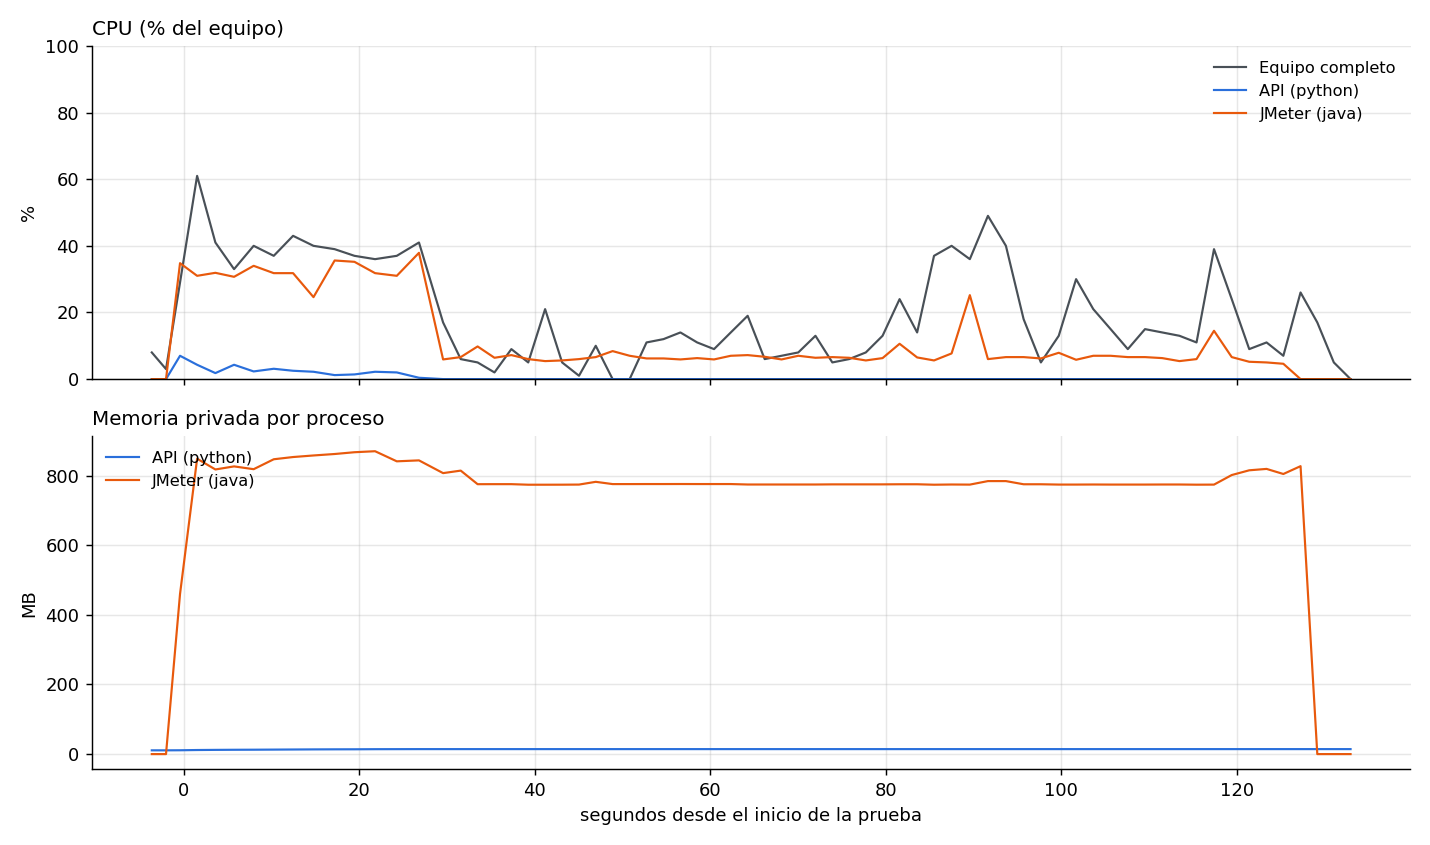 CPU (% del equipo)
100
80
60
40
20
0
%
Equipo completo
API (python)
JMeter (java)
Memoria privada por proceso
800
600
400
200
0
MB
API (python)
JMeter (java)
0 20 40 60 80 100 120
segundos desde el inicio de la prueba